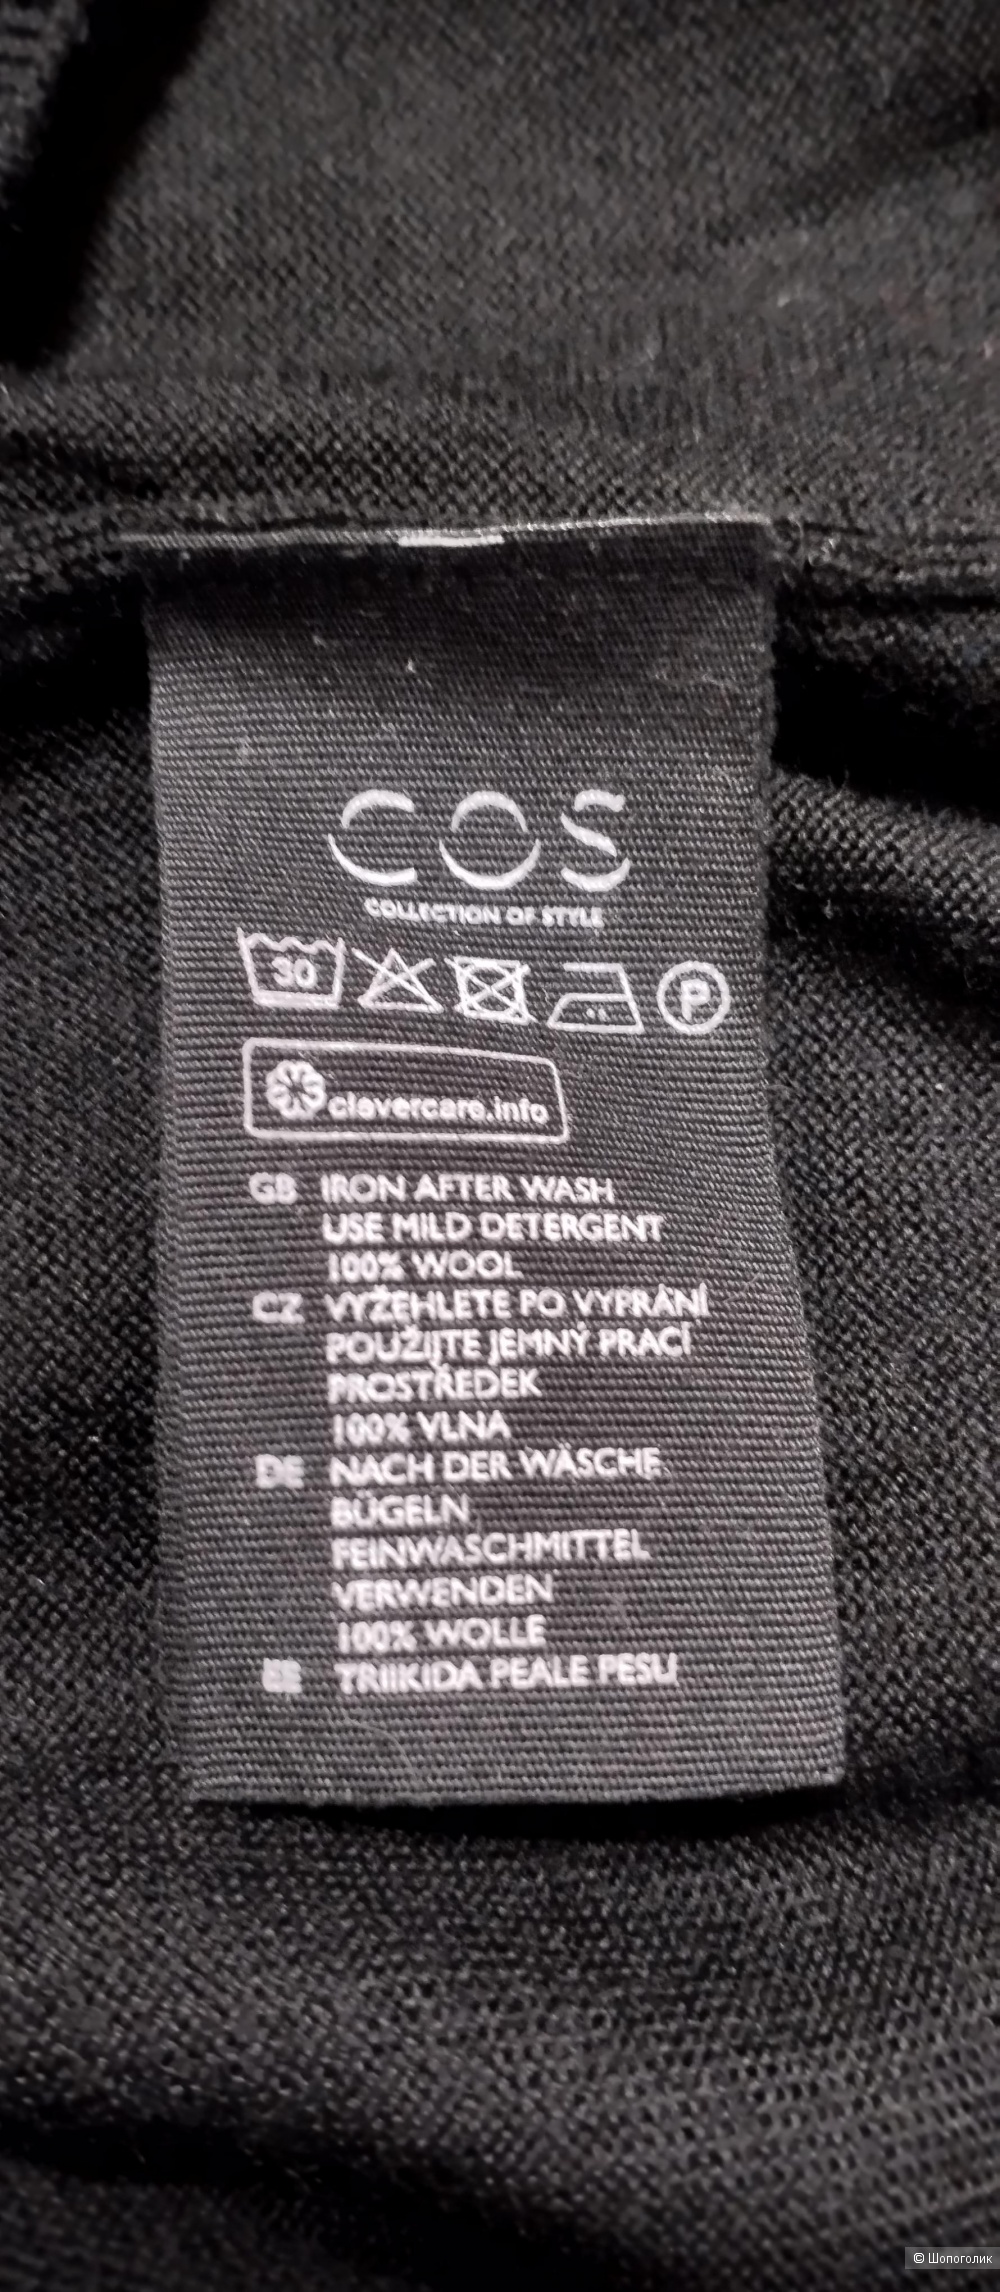 COS
COLLECTION OF STYLE
30 P
clevercare.info
GB IRON AFTER WASH
USE MILD DETERGENT
100% WOOL
CZ VYŽEHLETE PO VYPRÁNÍ
POUŽIJTE JEMNÝ PRACÍ
PROSTŘEDEK
100% VLNA
DE NACH DER WÄSCHE
BÜGELN
FEINWASCHMITTEL
VERWENDEN
100% WOLLE
EE TRIIKIDA PEALE PESU
© Шопоголик